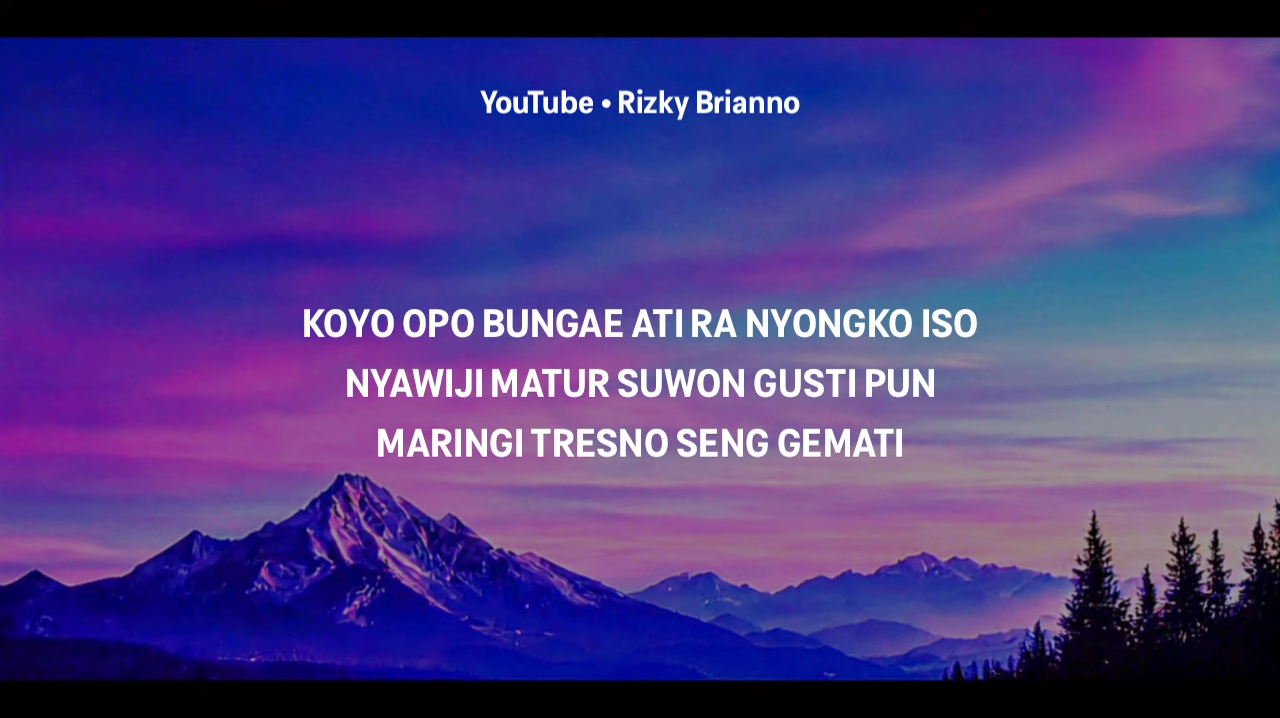 YouTube • Rizky Brianno
KOYO OPO BUNGAE ATI RA NYONGKO ISO
NYAWIJI MATUR SUWON GUSTI PUN
MARINGI TRESNO SENG GEMATI